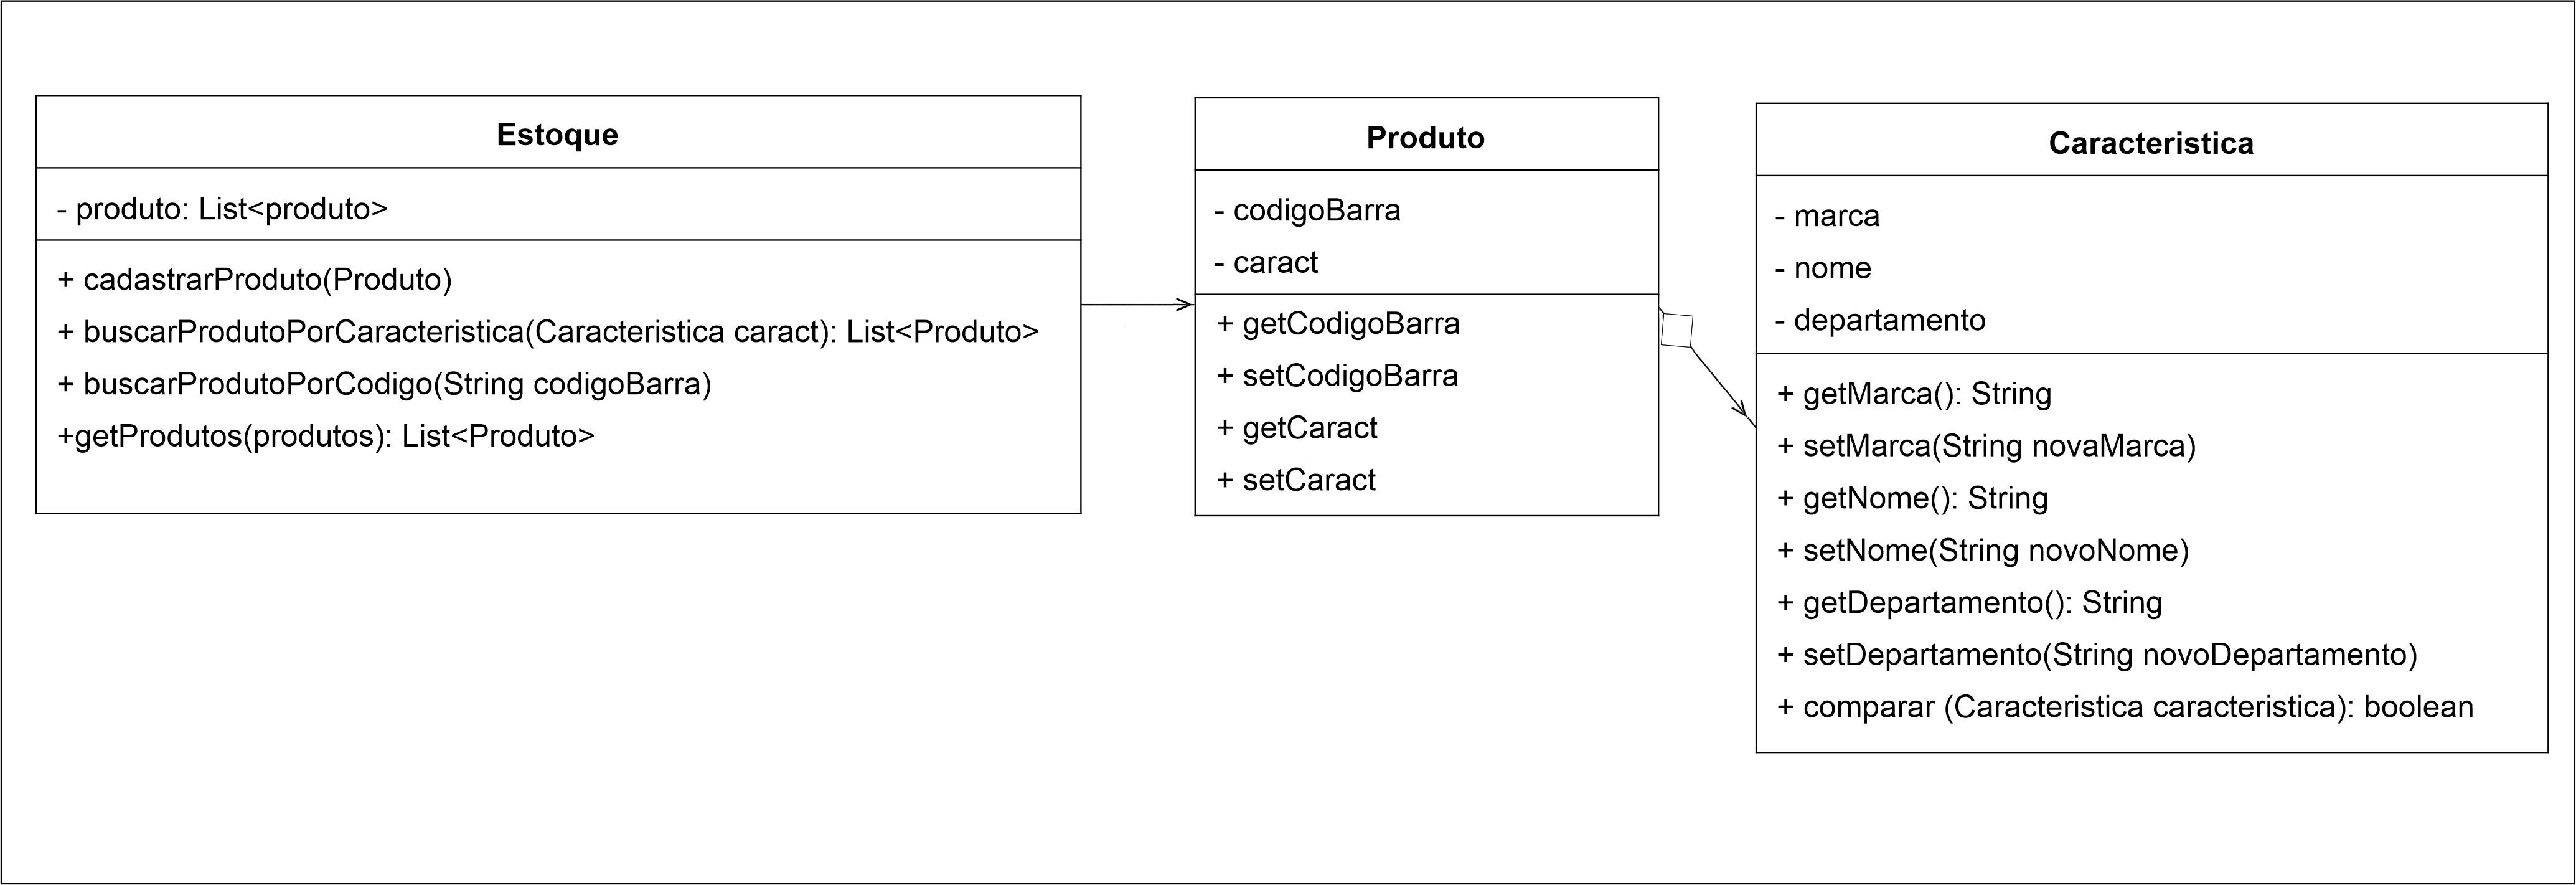 Estoque
- produto: List<produto>
+ cadastrarProduto(Produto)
+ buscarProdutoPorCaracteristica(Caracteristica caract): List<Produto>
+ buscarProdutoPorCodigo(String codigoBarra)
+getProdutos(produtos): List<Produto>
Produto
- codigoBarra
- caract
+ getCodigoBarra
+ setCodigoBarra
+ getCaract
+ setCaract
Caracteristica
- marca
- nome
- departamento
+ getMarca(): String
+ setMarca(String novaMarca)
+ getNome(): String
+ setNome(String novoNome)
+ getDepartamento(): String
+ setDepartamento(String novoDepartamento)
+ comparar (Caracteristica caracteristica): boolean